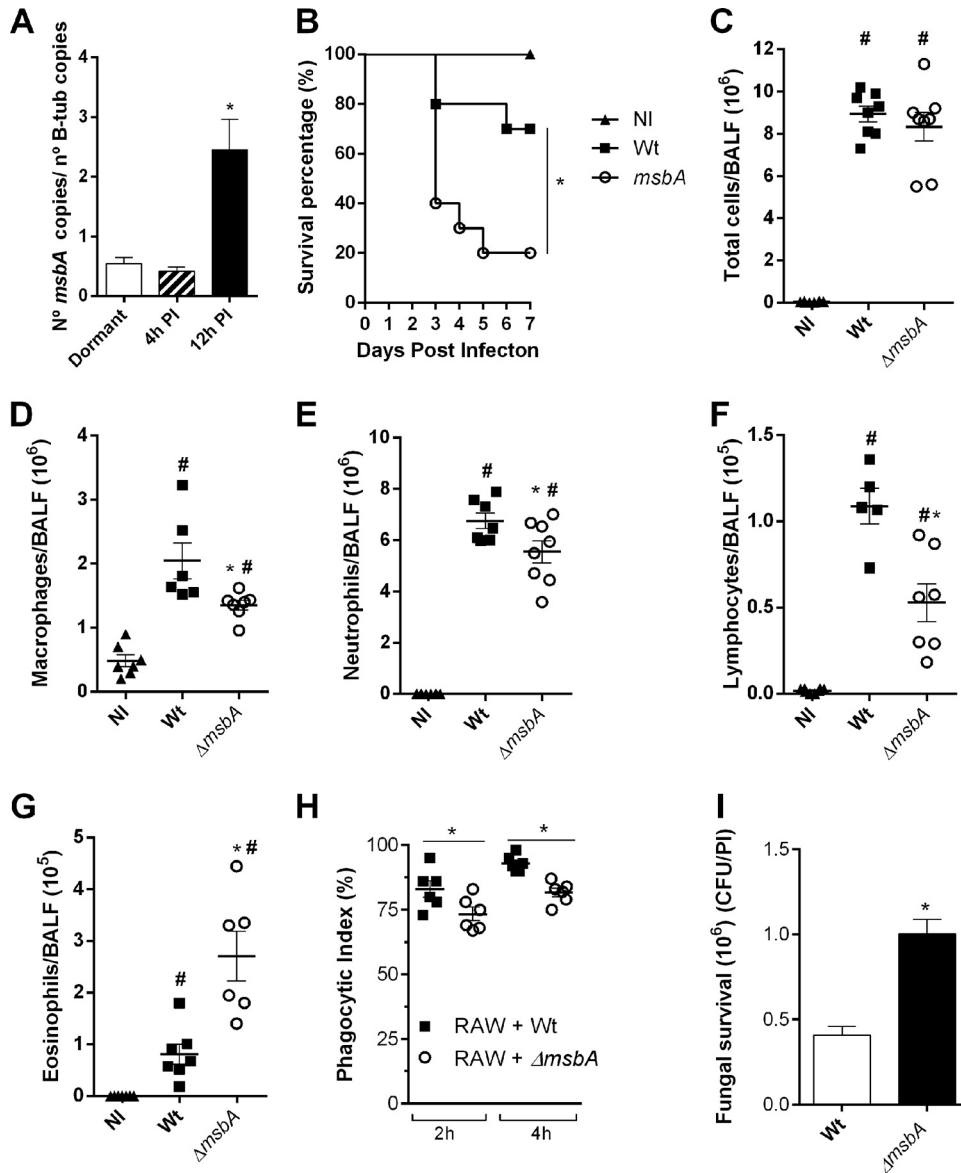 A
Nº msbA copies/ nº B-tub copies
4
3
2
1
0
*
Dormant
4h PI
12h PI
B
Survival percentage (%)
100
80
60
40
20
0
0 1 2 3 4 5 6 7
Days Post Infecton
*
NI
Wt
msbA
C
Total cells/BALF (10⁶)
12
10
8
6
4
2
0
# #
NI
Wt
ΔmsbA
D
Macrophages/BALF (10⁶)
4
3
2
1
0
#
* #
NI
Wt
ΔmsbA
E
Neutrophils/BALF (10⁶)
8
6
4
2
0
#
* #
NI
Wt
ΔmsbA
F
Lymphocytes/BALF (10⁵)
1.5
1.0
0.5
0.0
#
# *
NI
Wt
ΔmsbA
G
Eosinophils/BALF (10⁵)
5
4
3
2
1
0
#
* #
NI
Wt
ΔmsbA
H
Phagocytic Index (%)
100
75
50
25
0
* *
RAW + Wt
RAW + ΔmsbA
2h 4h
I
Fungal survival (10⁶) (CFU/PI)
1.5
1.0
0.5
0.0
*
Wt
ΔmsbA